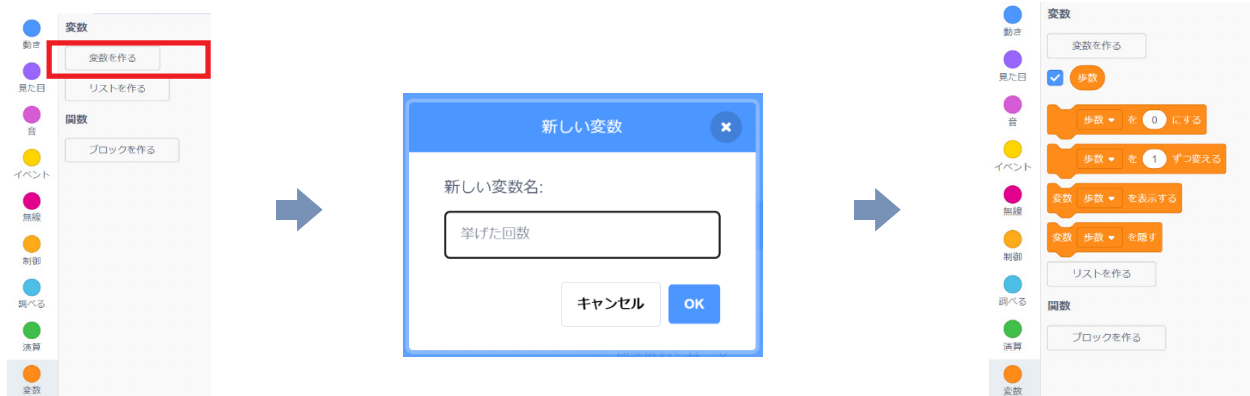 変数
変数を作る
リストを作る
関数
ブロックを作る
動き
見た目
音
イベント
無線
制御
調べる
演算
変数
新しい変数
新しい変数名:
挙げた回数
キャンセル
OK
動き
見た目
音
イベント
無線
制御
調べる
演算
変数
変数
変数を作る
歩数
歩数 を 0 にする
歩数 を 1 ずつ変える
変数 歩数 を表示する
変数 歩数 を隠す
リストを作る
関数
ブロックを作る